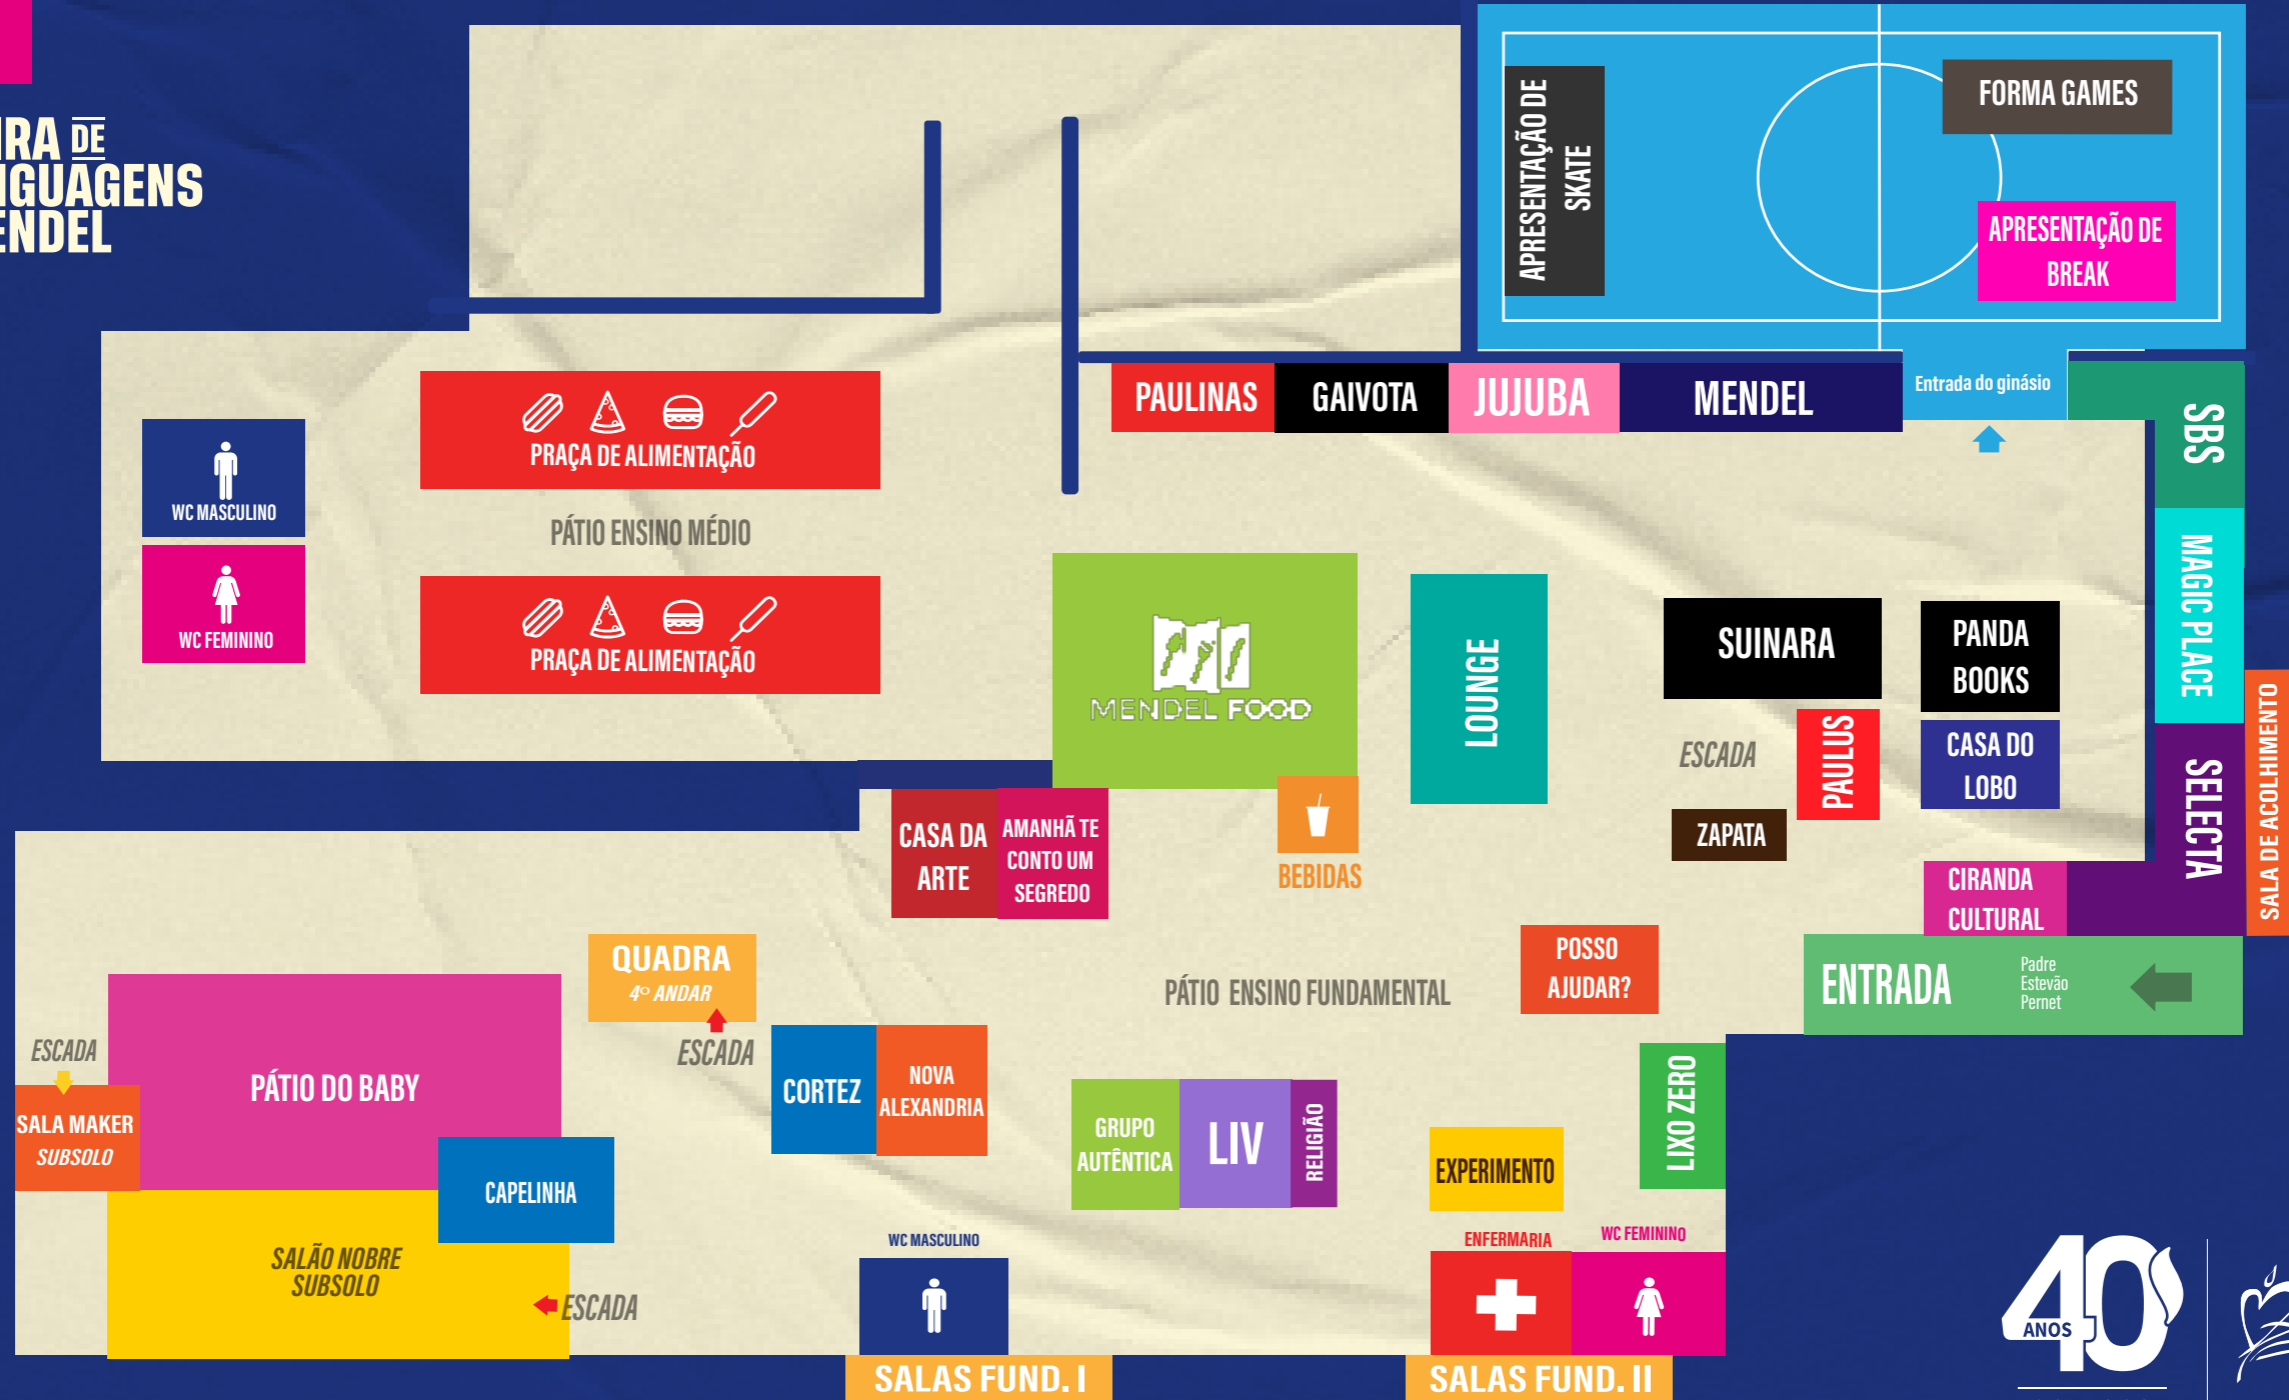 DE
ENDEL
APRESENTAÇÃO DE
SKATE
FORMA GAMES
APRESENTAÇÃO DE
BREAK
PAULINAS
GAIVOTA
JUJUBA
MENDEL
Entrada do ginásio
SBS
WC MASCULINO
PRAÇA DE ALIMENTAÇÃO
PÁTIO ENSINO MÉDIO
WC FEMININO
PRAÇA DE ALIMENTAÇÃO
MENDEL FOOD
LOUNGE
SUINARA
PANDA
BOOKS
MAGIC PLACE
ESCADA
PAULUS
CASA DO
LOBO
ZAPATA
SELECTA
SALA DE ACOLHIMENTO
CASA DA
ARTE
AMANHÃ TE
CONTO UM
SEGREDO
BEBIDAS
CIRANDA
CULTURAL
QUADRA
4º ANDAR
ESCADA
PÁTIO ENSINO FUNDAMENTAL
POSSO
AJUDAR?
ENTRADA
Padre
Estevão
Pernet
ESCADA
PÁTIO DO BABY
SALA MAKER
SUBSOLO
CAPELINHA
CORTEZ
NOVA
ALEXANDRIA
GRUPO
AUTÊNTICA
LIV
RELIGIÃO
EXPERIMENTO
LIXO ZERO
SALÃO NOBRE
SUBSOLO
ESCADA
WC MASCULINO
ENFERMARIA
WC FEMININO
SALAS FUND. I
SALAS FUND. II
40
ANOS